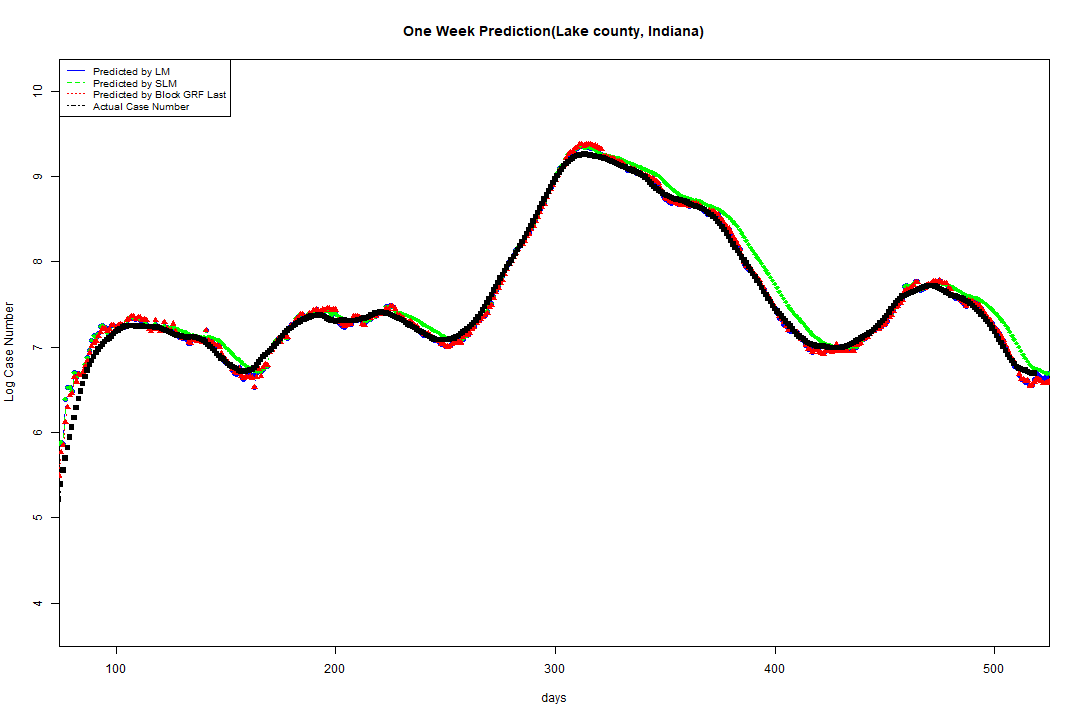 One Week Prediction(Lake county, Indiana)
Predicted by LM
Predicted by SLM
Predicted by Block GRF Last
Actual Case Number
10
9
8
7
6
5
4
Log Case Number
100 200 300 400 500
days